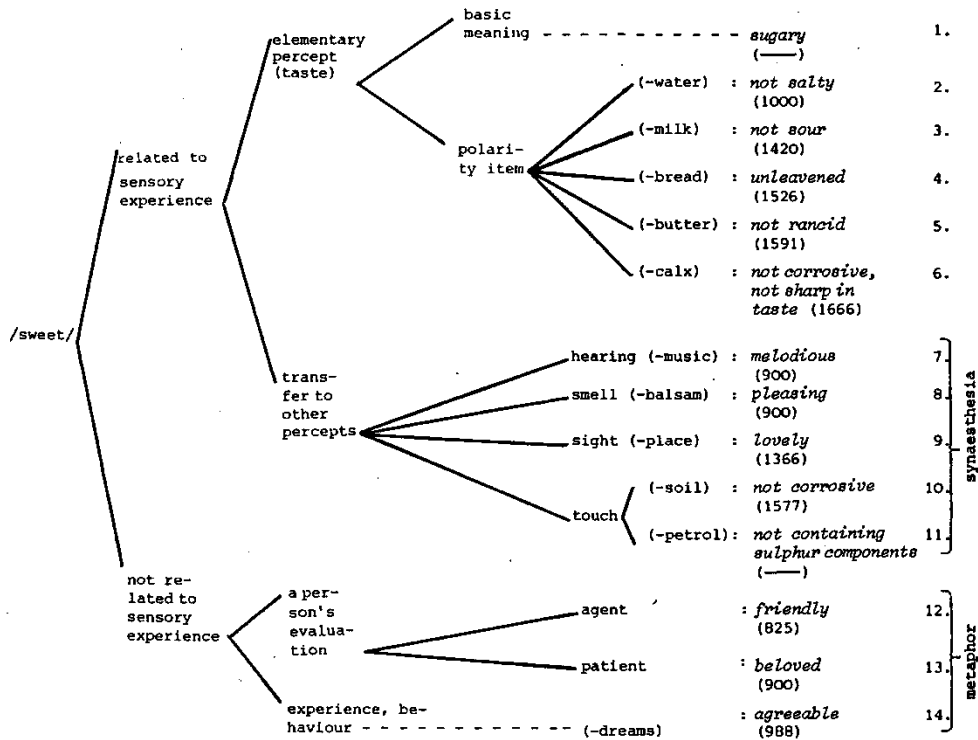 basic
meaning - - - - - - - - - - - - - - - sugary 1.
(——)
elementary
percept
(taste)
(-water) : not salty 2.
(1000)
(-milk) : not sour 3.
(1420)
polari-
ty item
(-bread) : unleavened 4.
(1526)
(-butter) : not rancid 5.
(1591)
(-calx) : not corrosive, 6.
not sharp in
taste (1666)
related to
sensory
experience
/sweet/
trans-
fer to
other
percepts
hearing (-music) : melodious 7.
(900)
smell (-balsam) : pleasing 8.
(900)
sight (-place) : lovely 9.
(1366)
touch
(-soil) : not corrosive 10.
(1577)
(-petrol): not containing 11.
sulphur components
(——)
synaesthesia
not re-
lated to
sensory
experience
a per-
son's
evalua-
tion
agent : friendly 12.
(825)
patient : beloved 13.
(900)
experience, be-
haviour - - - - - - - - - - (-dreams) : agreeable 14.
(988)
metaphor